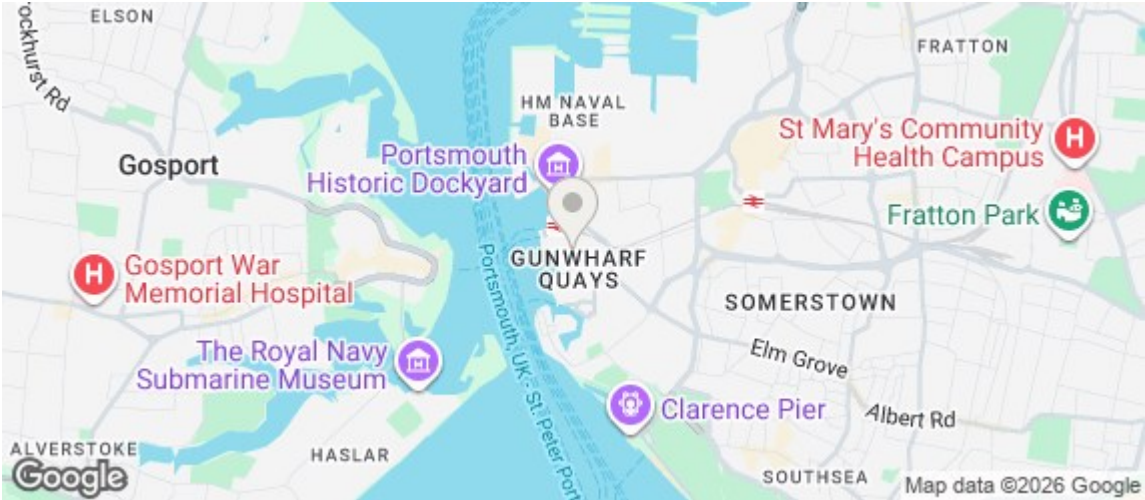 ELSON
ockhurst Rd
FRATTON
HM NAVAL
BASE
St Mary's Community
Health Campus
H
Portsmouth
Historic Dockyard
Gosport
Fratton Park
GUNWHARF
QUAYS
H
Gosport War
Memorial Hospital
Portsmouth, UK - St. Peter Port
SOMERSTOWN
The Royal Navy
Submarine Museum
Elm Grove
Clarence Pier
Albert Rd
ALVERSTOKE
HASLAR
SOUTHSEA
Google
Map data ©2026 Google